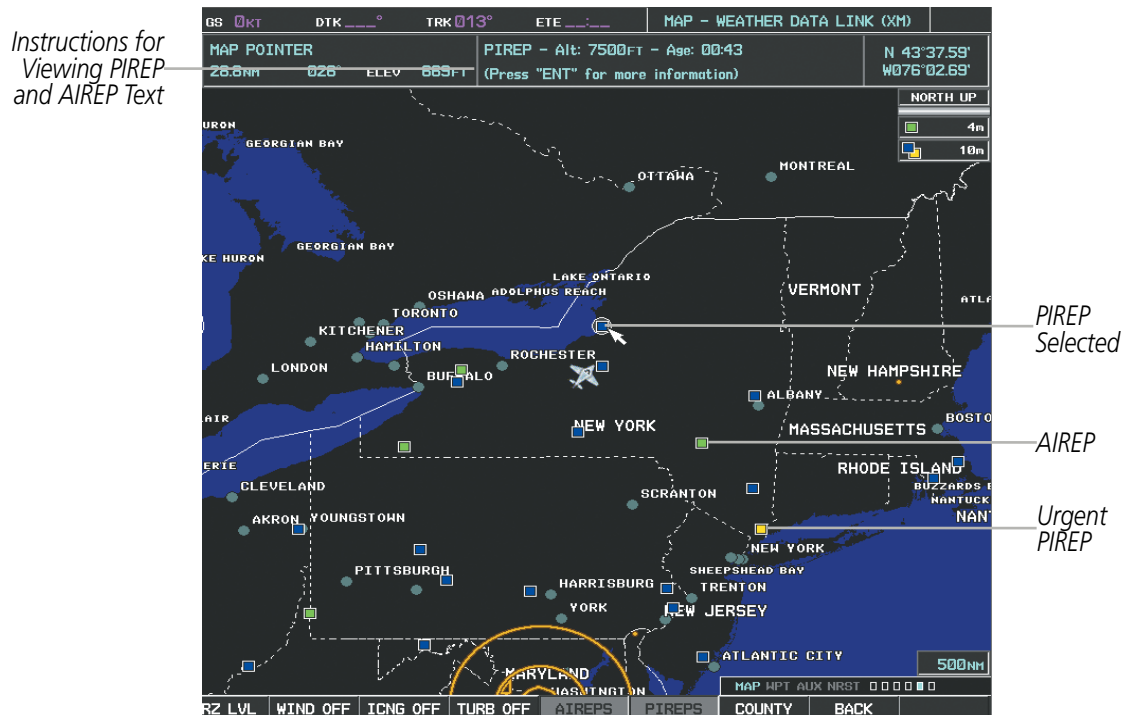 GS 0KT DTK ___° TRK 013° ETE __:__ MAP – WEATHER DATA LINK (XM)
Instructions for
Viewing PIREP
and AIREP Text
MAP POINTER
28.6NM 026° ELEV 669FT
PIREP – Alt: 7500FT – Age: 00:43
(Press "ENT" for more information)
N 43°37.59'
W076°02.69'
NORTH UP
4m
10m
URON
GEORGIAN BAY
MONTREAL
OTTAWA
GEORGIAN BAY
KE HURON
LAKE ONTARIO
ADOLPHUS REACH
OSHAWA
VERMONT
ATLA
TORONTO
KITCHENER
HAMILTON
PIREP
Selected
ROCHESTER
LONDON
BUFFALO
NEW HAMPSHIRE
ALBANY
AIR
BOSTO
NEW YORK
MASSACHUSETTS
AIREP
ERIE
RHODE ISLAND
CLEVELAND
BUZZARDS B
SCRANTON
NANTUCK
AKRON
YOUNGSTOWN
NANT
Urgent
PIREP
NEW YORK
PITTSBURGH
SHEEPSHEAD BAY
HARRISBURG
TRENTON
YORK
NEW JERSEY
ATLANTIC CITY
500NM
MARYLAND
WASHINGTON
MAP WPT AUX NRST
RZ LVL WIND OFF ICNG OFF TURB OFF AIREPS PIREPS COUNTY BACK